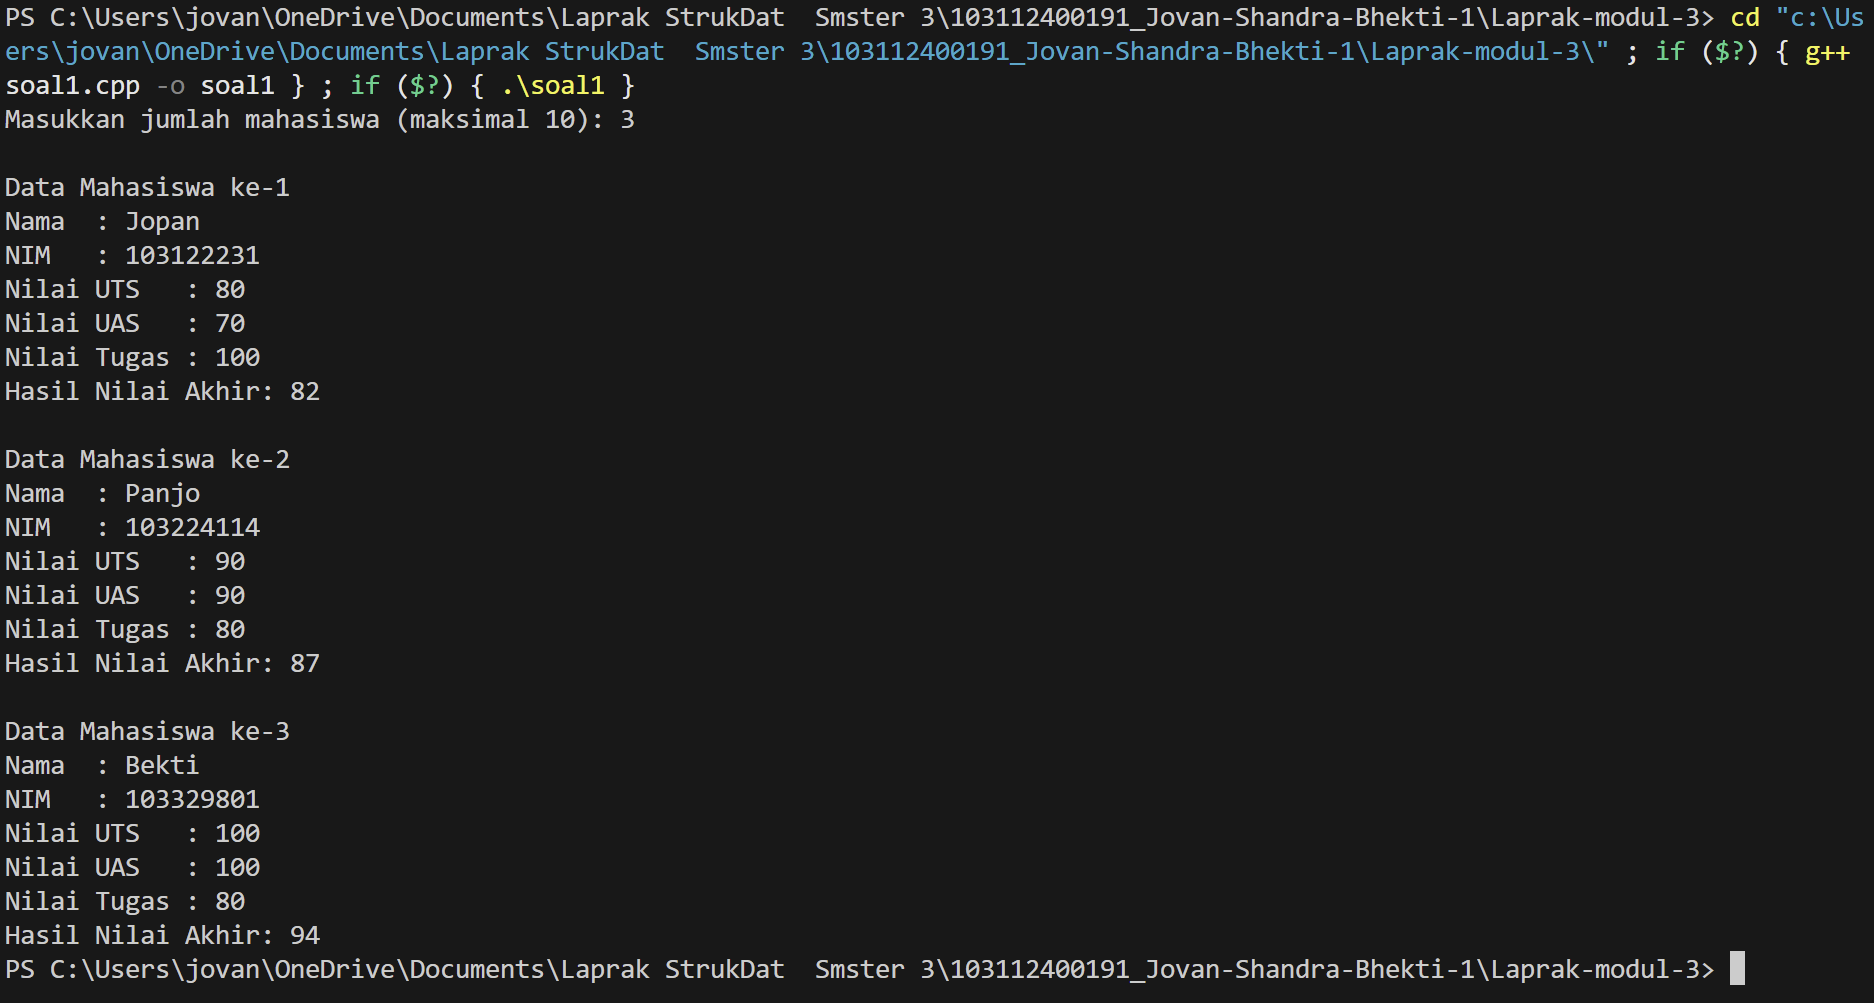 PS C:\Users\jovan\OneDrive\Documents\Laprak StrukDat  Smster 3\103112400191_Jovan-Shandra-Bhekti-1\Laprak-modul-3> cd "c:\Us
ers\jovan\OneDrive\Documents\Laprak StrukDat  Smster 3\103112400191_Jovan-Shandra-Bhekti-1\Laprak-modul-3\" ; if ($?) { g++
soal1.cpp -o soal1 } ; if ($?) { .\soal1 }
Masukkan jumlah mahasiswa (maksimal 10): 3

Data Mahasiswa ke-1
Nama  : Jopan
NIM   : 103122231
Nilai UTS   : 80
Nilai UAS   : 70
Nilai Tugas : 100
Hasil Nilai Akhir: 82

Data Mahasiswa ke-2
Nama  : Panjo
NIM   : 103224114
Nilai UTS   : 90
Nilai UAS   : 90
Nilai Tugas : 80
Hasil Nilai Akhir: 87

Data Mahasiswa ke-3
Nama  : Bekti
NIM   : 103329801
Nilai UTS   : 100
Nilai UAS   : 100
Nilai Tugas : 80
Hasil Nilai Akhir: 94
PS C:\Users\jovan\OneDrive\Documents\Laprak StrukDat  Smster 3\103112400191_Jovan-Shandra-Bhekti-1\Laprak-modul-3>